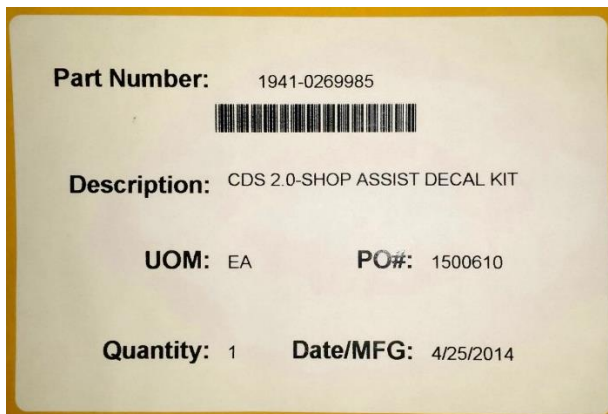 Part Number: 1941-0269985
Description: CDS 2.0-SHOP ASSIST DECAL KIT
UOM: EA PO#: 1500610
Quantity: 1 Date/MFG: 4/25/2014